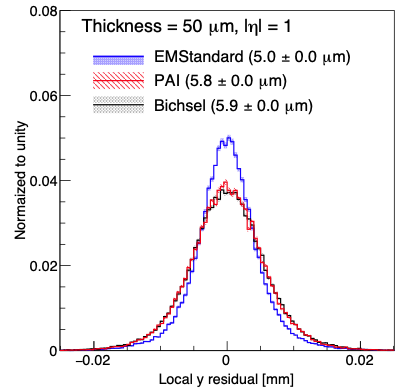 Thickness = 50 μm, |η| = 1
EMStandard (5.0 ± 0.0 μm)
PAI (5.8 ± 0.0 μm)
Bichsel (5.9 ± 0.0 μm)
Normaized to unity
0.08
0.06
0.04
0.02
0
−0.02
0
0.02
Local y residual [mm]